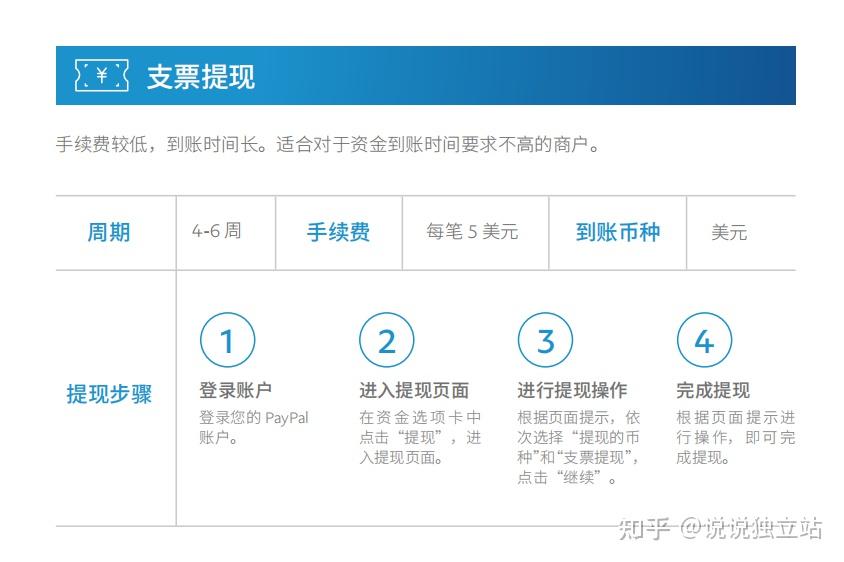 ¥
支票提现
手续费较低，到账时间长。适合对于资金到账时间要求不高的商户。
周期
4-6 周
手续费
每笔 5 美元
到账币种
美元
提现步骤
1
登录账户
登录您的 PayPal
账户。
2
进入提现页面
在资金选项卡中
点击“提现”，进
入提现页面。
3
进行提现操作
根据页面提示，依
次选择“提现的币
种”和“支票提现”，
点击“继续”。
4
完成提现
根据页面提示进
行操作，即可完
成提现。
知乎 @说说独立站